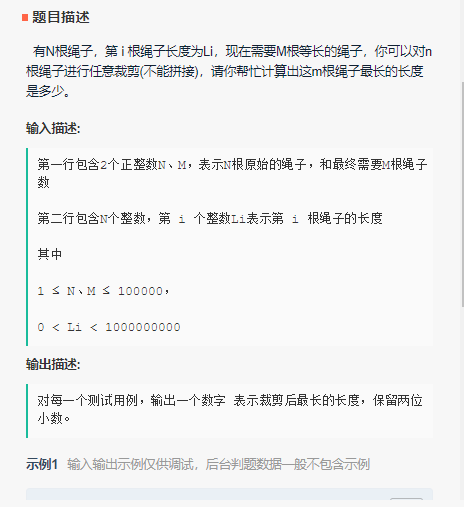 题目描述
有N根绳子，第 i 根绳子长度为Li，现在需要M根等长的绳子，你可以对n
根绳子进行任意裁剪(不能拼接)，请你帮忙计算出这m根绳子最长的长度
是多少。
输入描述:
第一行包含2个正整数N、M，表示N根原始的绳子，和最终需要M根绳子
数
第二行包含N个整数，第 i 个整数Li表示第 i 根绳子的长度
其中
1 ≤ N、M ≤ 100000，
0 < Li < 1000000000
输出描述:
对每一个测试用例，输出一个数字 表示裁剪后最长的长度，保留两位
小数。
示例1 输入输出示例仅供调试，后台判题数据一般不包含示例